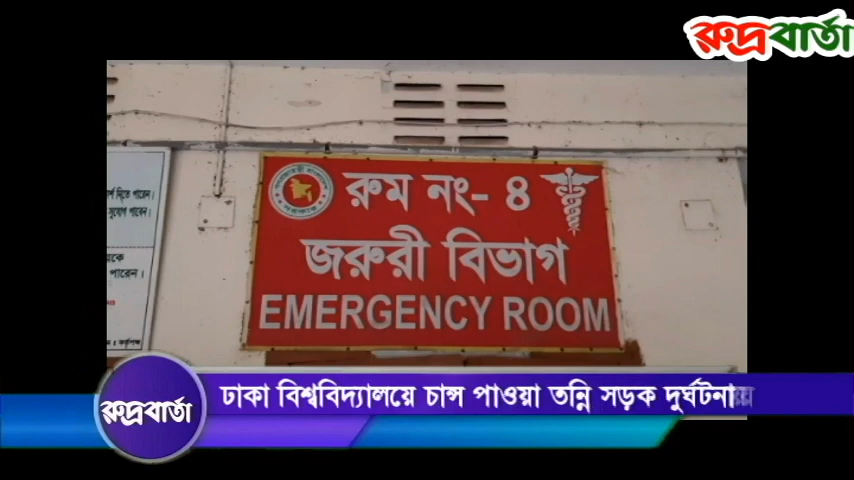 রুদ্রবার্তা
র্শ দিতে পারেন।
সুযোগ পাবেন।
পারেন।
রুম নং- ৪
জরুরী বিভাগ
EMERGENCY ROOM
রুদ্রবার্তা
ঢাকা বিশ্ববিদ্যালয়ে চান্স পাওয়া তন্নি সড়ক দুর্ঘটনায়